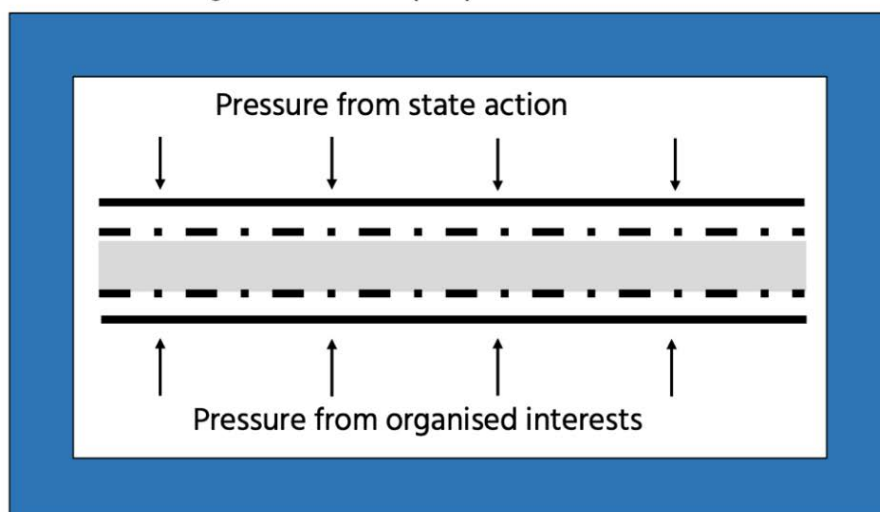 Pressure from state action
Pressure from organised interests